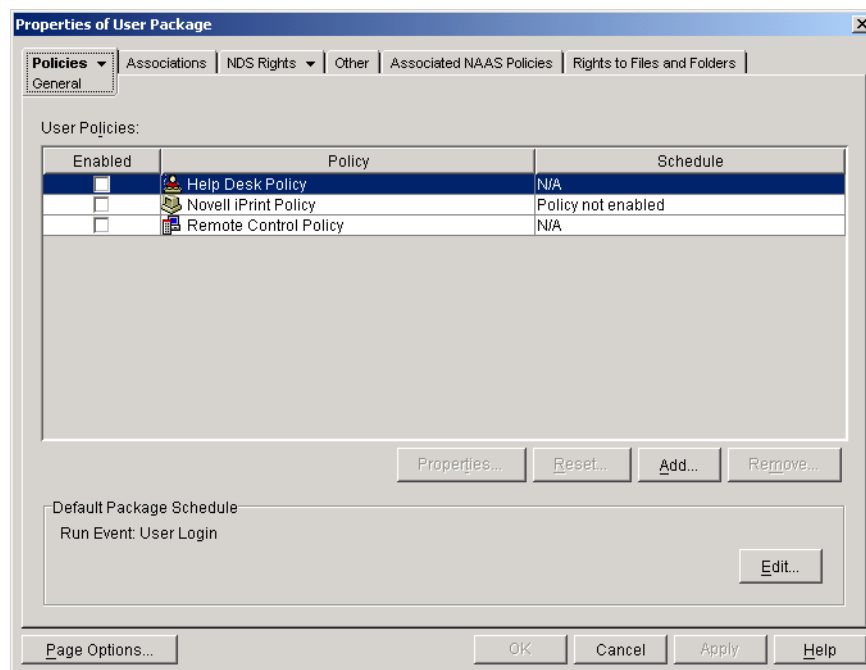 Properties of User Package
Policies Associations NDS Rights Other Associated NAAS Policies Rights to Files and Folders
General
User Policies:
Enabled Policy Schedule
Help Desk Policy N/A
Novell iPrint Policy Policy not enabled
Remote Control Policy N/A
Properties... Reset... Add... Remove...
Default Package Schedule
Run Event: User Login
Edit...
Page Options... OK Cancel Apply Help